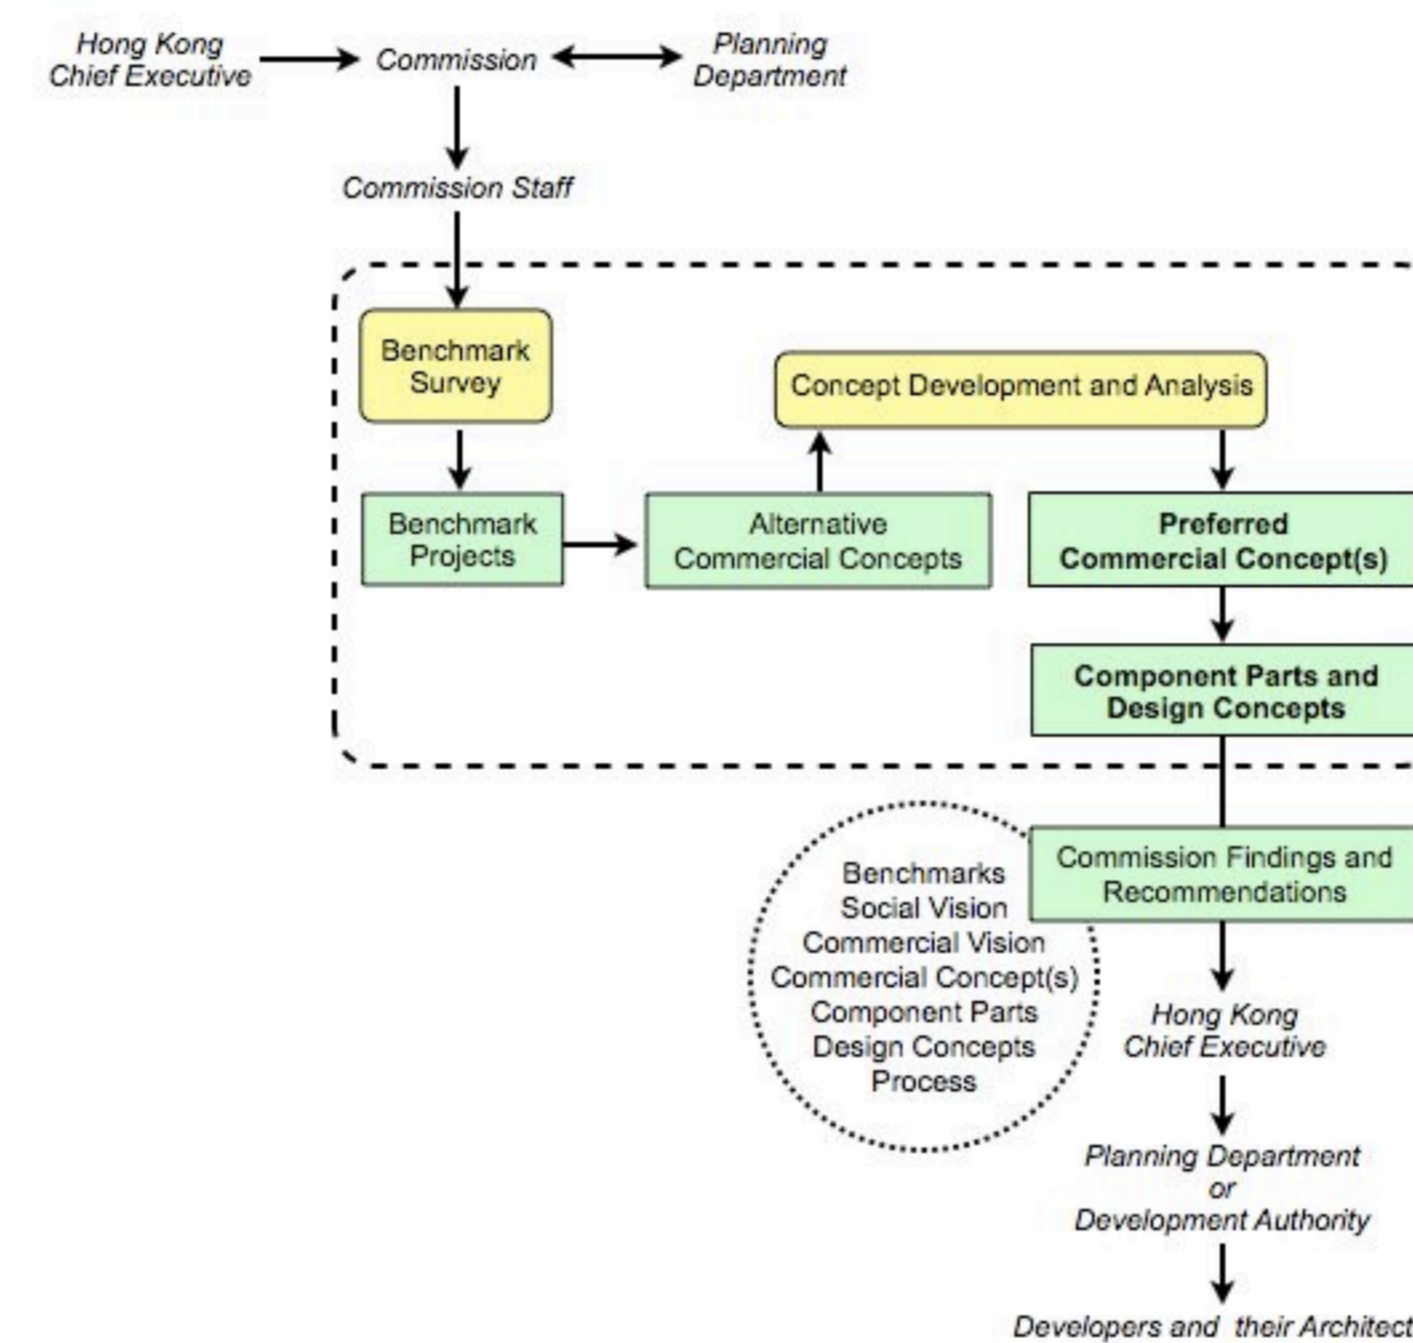 Hong Kong
Chief Executive
Commission
Planning
Department
Commission Staff
Benchmark
Survey
Concept Development and Analysis
Benchmark
Projects
Alternative
Commercial Concepts
Preferred
Commercial Concept(s)
Component Parts and
Design Concepts
Commission Findings and
Recommendations
Benchmarks
Social Vision
Commercial Vision
Commercial Concept(s)
Component Parts
Design Concepts
Process
Hong Kong
Chief Executive
Planning Department
or
Development Authority
Developers and their Architect